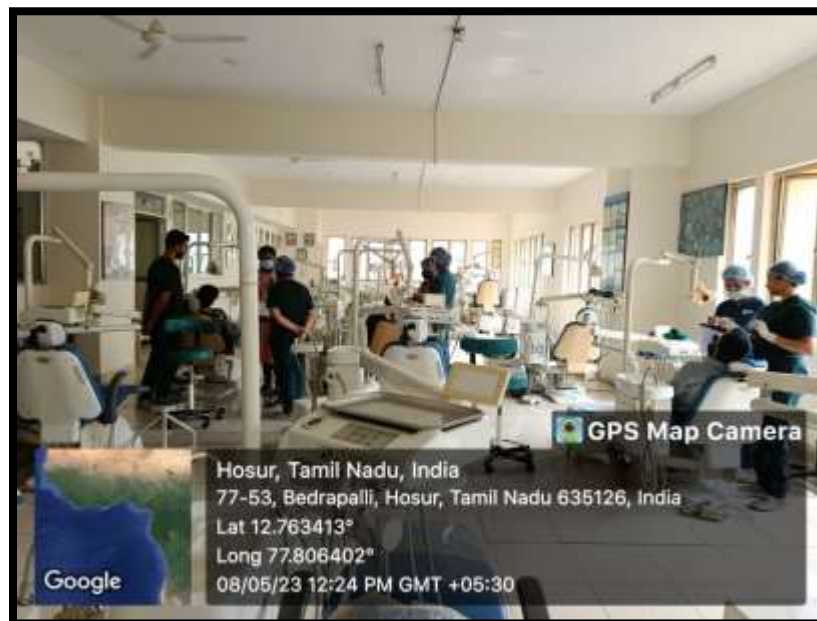 GPS Map Camera
Hosur, Tamil Nadu, India
77-53, Bedrapalli, Hosur, Tamil Nadu 635126, India
Lat 12.763413°
Long 77.806402°
08/05/23 12:24 PM GMT +05:30
Google